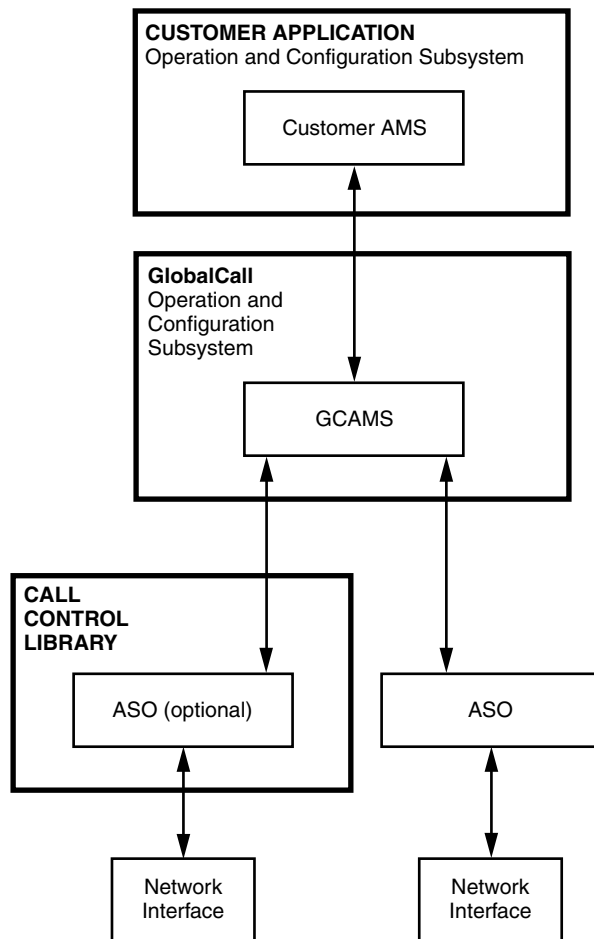 CUSTOMER APPLICATION
Operation and Configuration Subsystem
Customer AMS
GlobalCall
Operation and
Configuration
Subsystem
GCAMS
CALL
CONTROL
LIBRARY
ASO (optional)
ASO
Network
Interface
Network
Interface